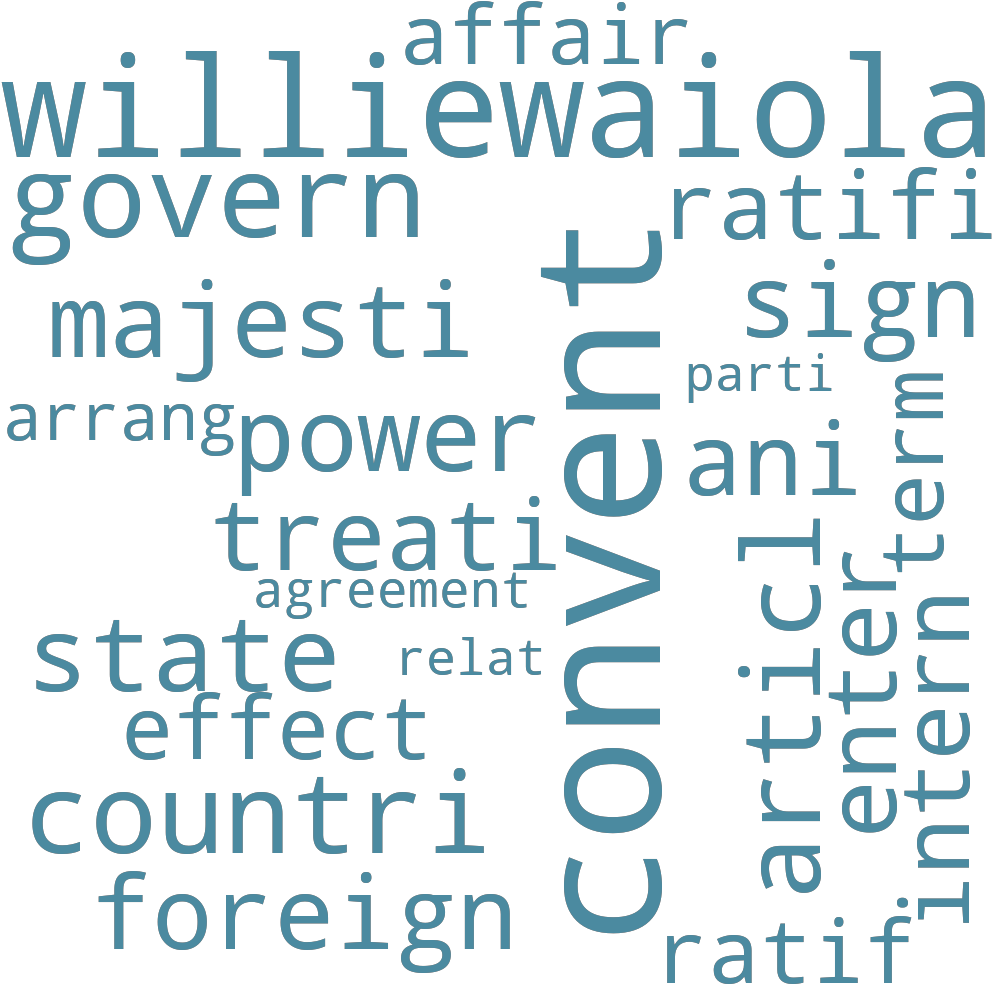 affair
williewaiola
govern
ratifi
majesti
sign
convent
parti
arrang
power
ani
term
treati
agreement
articl
enter
intern
state
relat
effect
countri
foreign
ratif